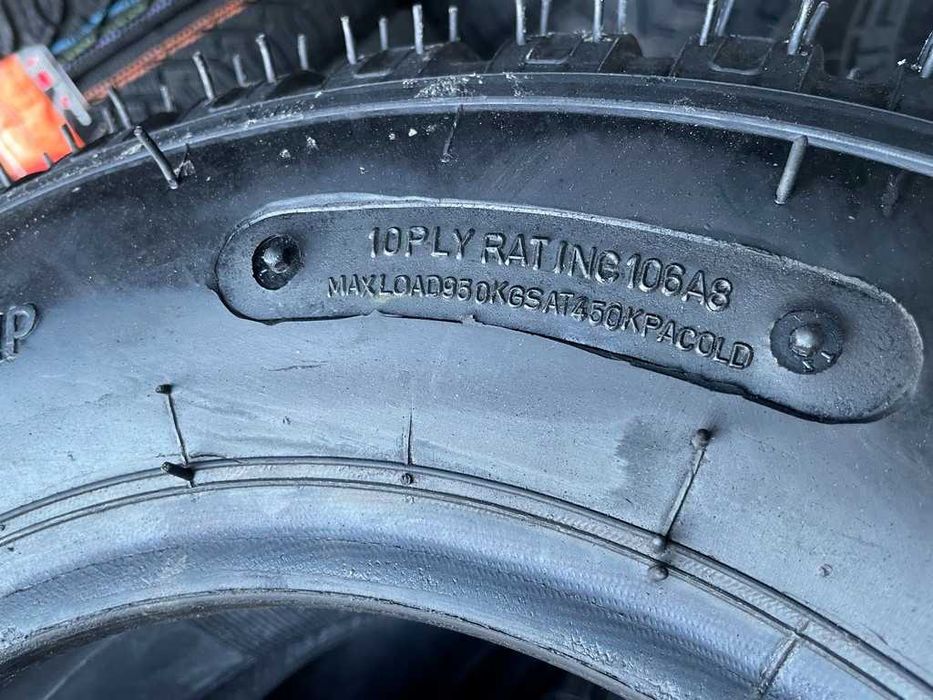 10PLY RATING106A8
MAXLOAD950KGSAT450KPACOLD